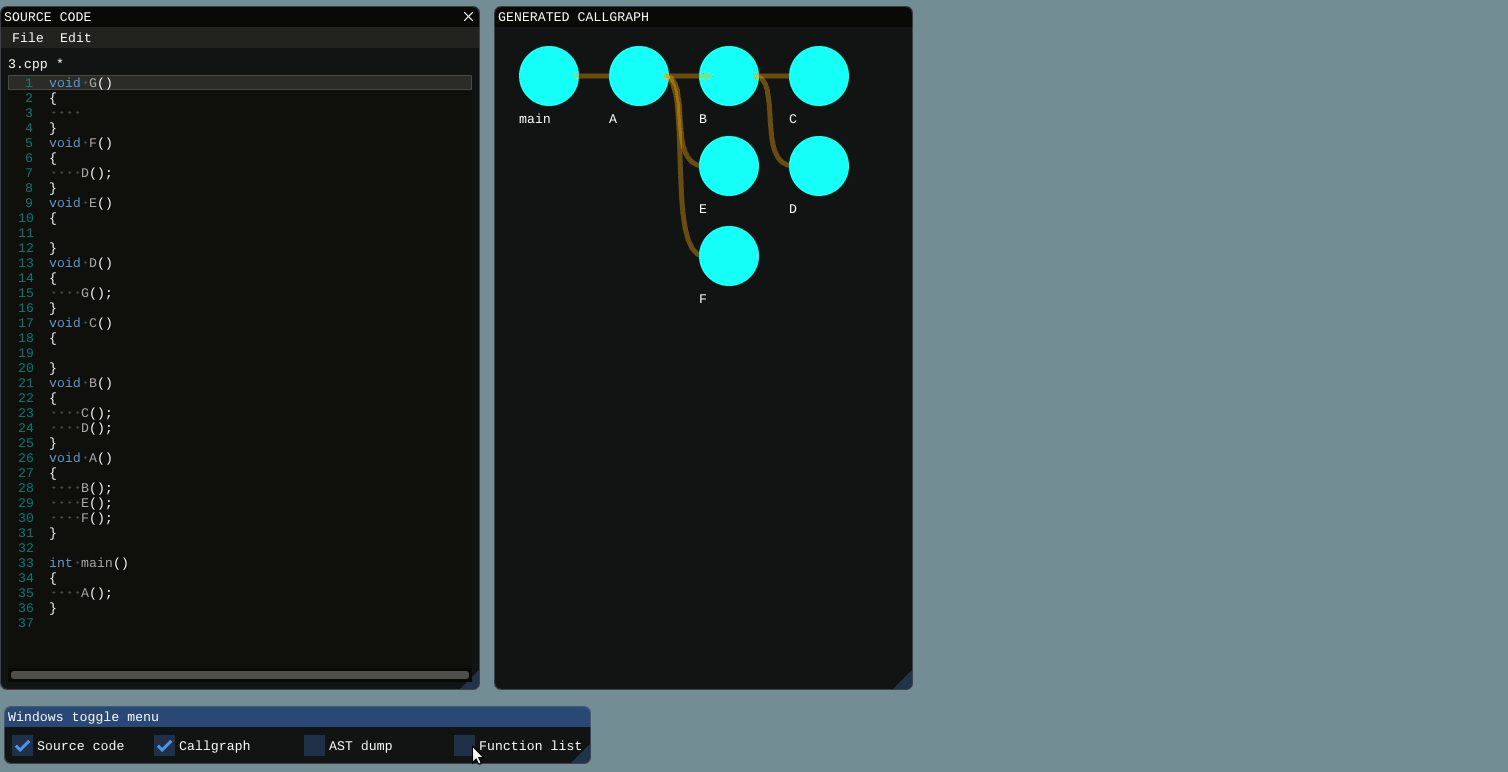 SOURCE CODE
File Edit
3.cpp *
1 void G()
2 {
3
4 }
5 void F()
6 {
7 D();
8 }
9 void E()
10 {
11
12 }
13 void D()
14 {
15 G();
16 }
17 void C()
18 {
19
20 }
21 void B()
22 {
23 C();
24 D();
25 }
26 void A()
27 {
28 B();
29 E();
30 F();
31 }
32
33 int main()
34 {
35 A();
36 }
37
GENERATED CALLGRAPH
main A B C
E D
F
Windows toggle menu
Source code Callgraph AST dump Function list